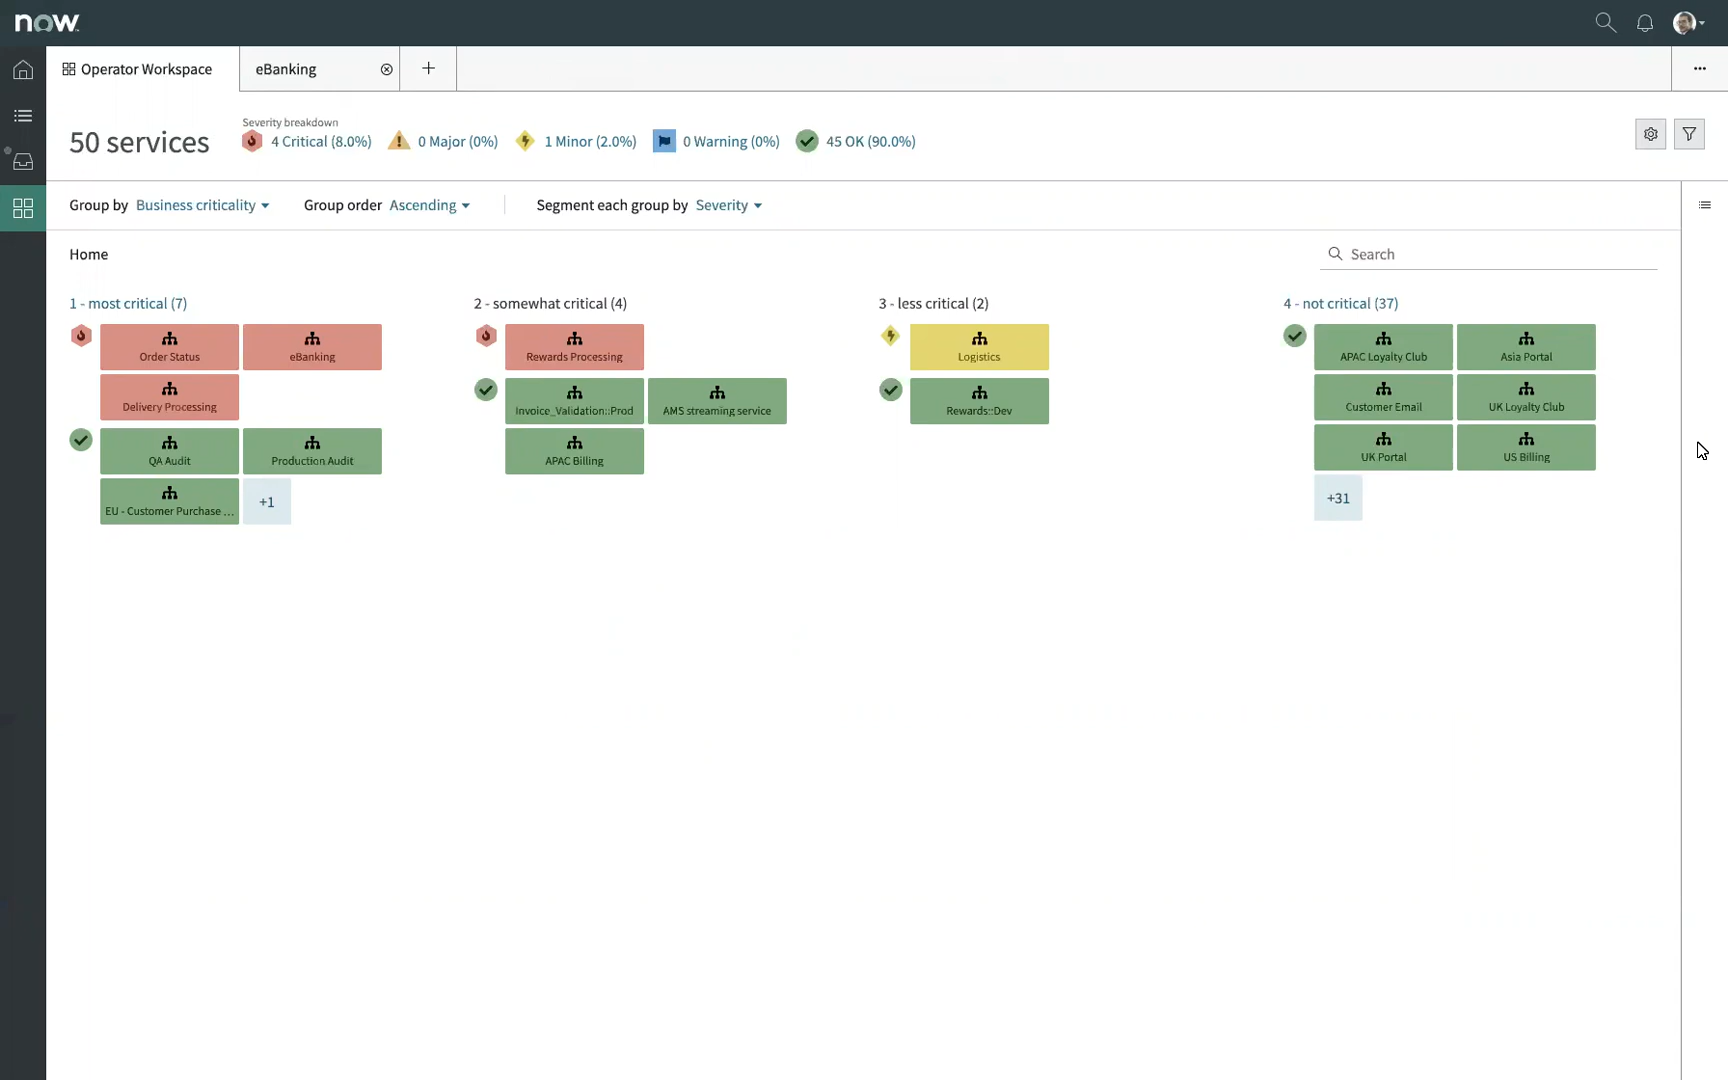 now
Operator Workspace
eBanking
50 services
Severity breakdown
4 Critical (8.0%)
0 Major (0%)
1 Minor (2.0%)
0 Warning (0%)
45 OK (90.0%)
Group by Business criticality
Group order Ascending
Segment each group by Severity
Home
Search
1 - most critical (7)
Order Status
eBanking
Delivery Processing
QA Audit
Production Audit
EU - Customer Purchase ...
+1
2 - somewhat critical (4)
Rewards Processing
Invoice_Validation::Prod
AMS streaming service
APAC Billing
3 - less critical (2)
Logistics
Rewards::Dev
4 - not critical (37)
APAC Loyalty Club
Asia Portal
Customer Email
UK Loyalty Club
UK Portal
US Billing
+31